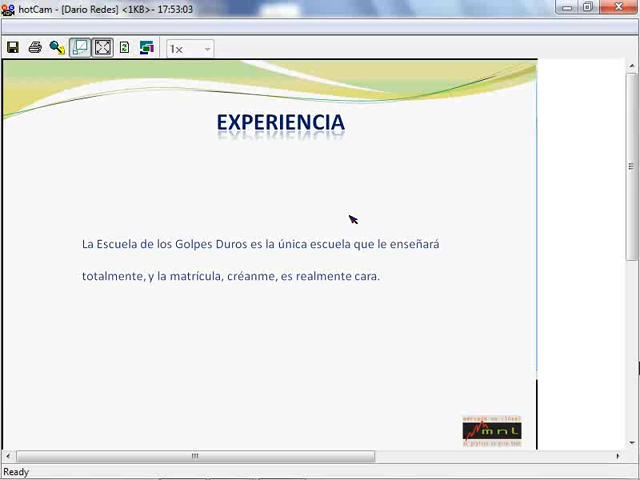 hotCam - [Dario Redes] <1KB> - 17:53:03
2
1x
EXPERIENCIA
La Escuela de los Golpes Duros es la única escuela que le enseñará
totalmente, y la matrícula, créanme, es realmente cara.
mnl
Ready